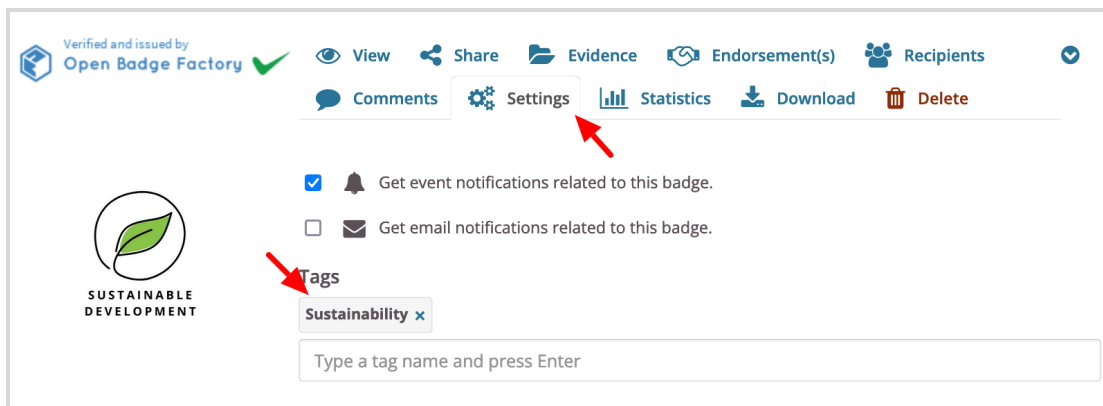 Verified and issued by
Open Badge Factory
View Share Evidence Endorsement(s) Recipients
Comments Settings Statistics Download Delete
Get event notifications related to this badge.
Get email notifications related to this badge.
SUSTAINABLE
DEVELOPMENT
Tags
Sustainability ×
Type a tag name and press Enter